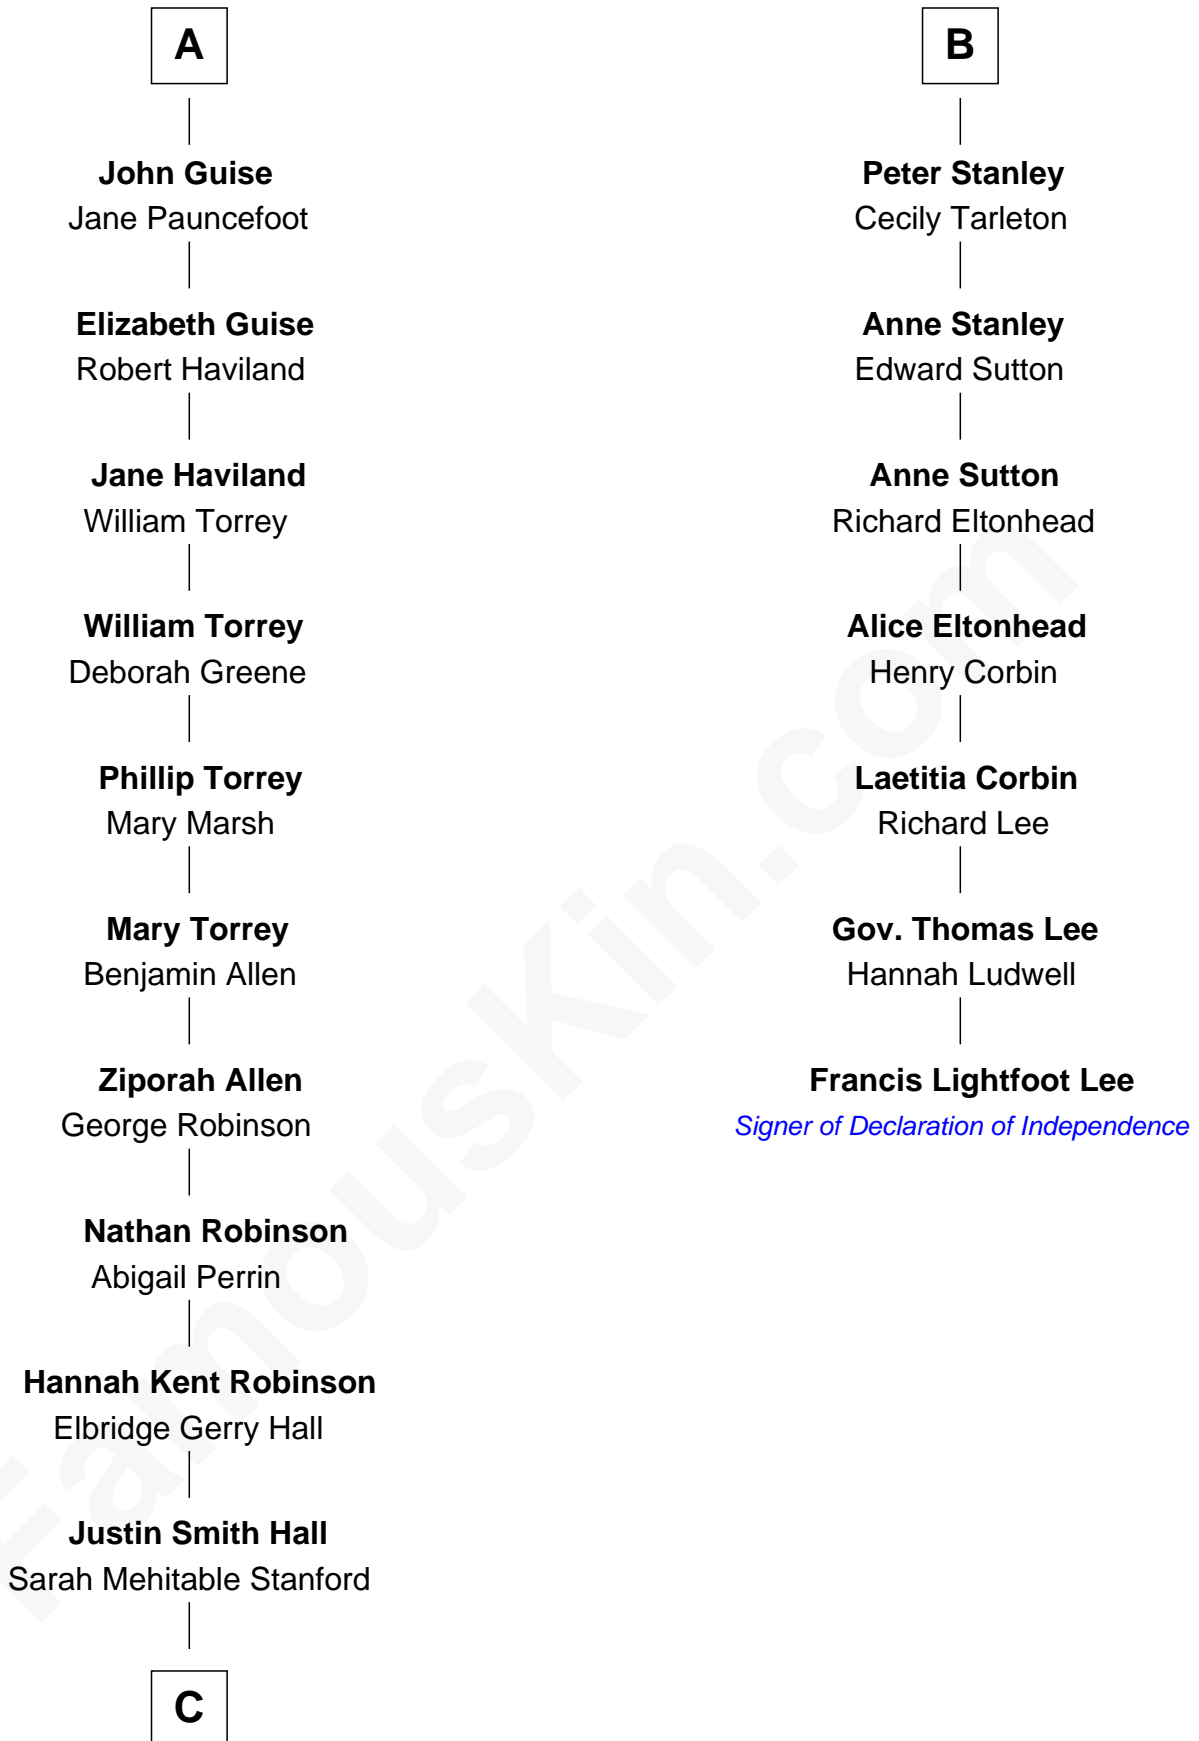 A
John Guise
Jane Pauncefoot
Elizabeth Guise
Robert Haviland
Jane Haviland
William Torrey
William Torrey
Deborah Greene
Phillip Torrey
Mary Marsh
Mary Torrey
Benjamin Allen
Ziporah Allen
George Robinson
Nathan Robinson
Abigail Perrin
Hannah Kent Robinson
Elbridge Gerry Hall
Justin Smith Hall
Sarah Mehitable Stanford
C
B
Peter Stanley
Cecily Tarleton
Anne Stanley
Edward Sutton
Anne Sutton
Richard Eltonhead
Alice Eltonhead
Henry Corbin
Laetitia Corbin
Richard Lee
Gov. Thomas Lee
Hannah Ludwell
Francis Lightfoot Lee
Signer of Declaration of Independence
FamousKin.com